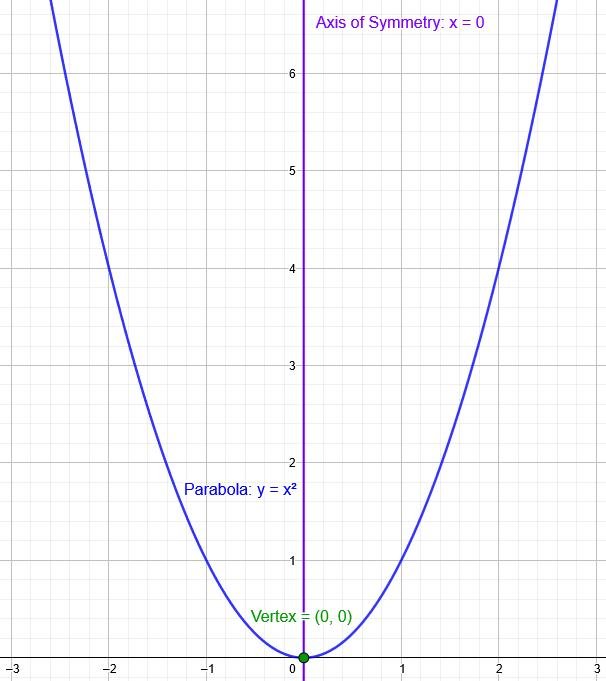 Axis of Symmetry: x = 0
6
5
4
3
2
Parabola: y = x²
1
Vertex = (0, 0)
–3 –2 –1 0 1 2 3